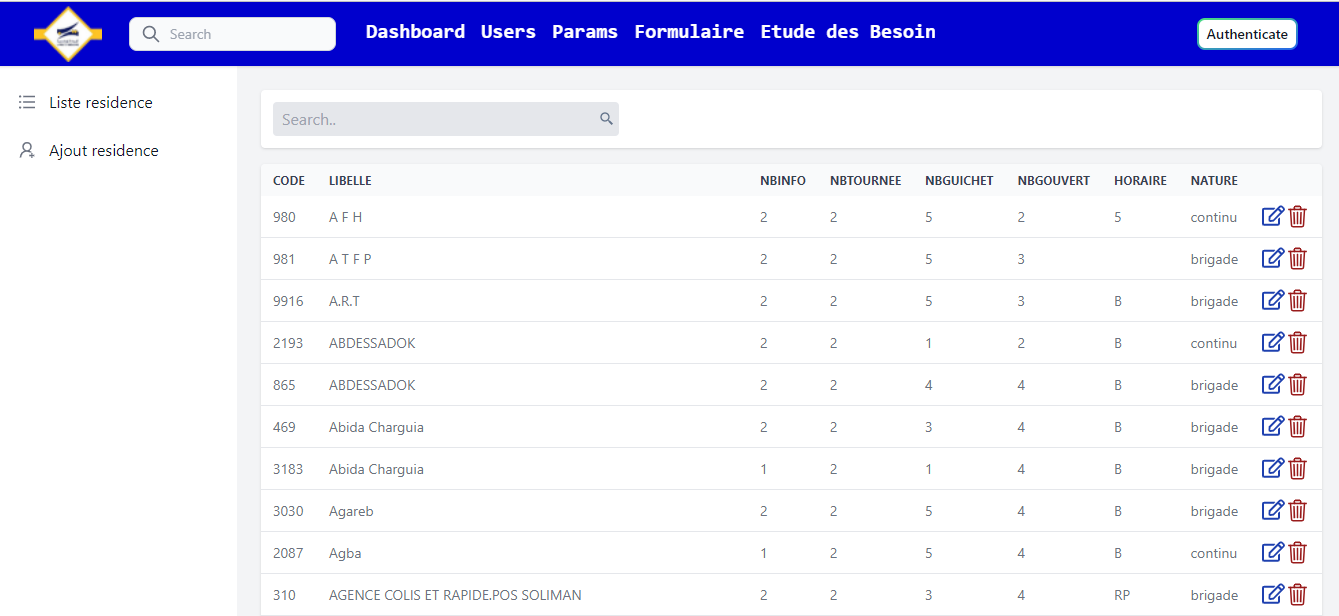 Search Dashboard Users Params Formulaire Etude des Besoin Authenticate
Liste residence
Ajout residence
Search..
CODE LIBELLE NBINFO NBTOURNEE NBGUICHET NBGOUVERT HORAIRE NATURE
980 A F H 2 2 5 2 5 continu
981 A T F P 2 2 5 3 brigade
9916 A.R.T 2 2 5 3 B brigade
2193 ABDESSADOK 2 2 1 2 B continu
865 ABDESSADOK 2 2 4 4 B brigade
469 Abida Charguia 2 2 3 4 B brigade
3183 Abida Charguia 1 2 1 4 B brigade
3030 Agareb 2 2 5 4 B brigade
2087 Agba 1 2 5 4 B continu
310 AGENCE COLIS ET RAPIDE.POS SOLIMAN 2 2 3 4 RP brigade